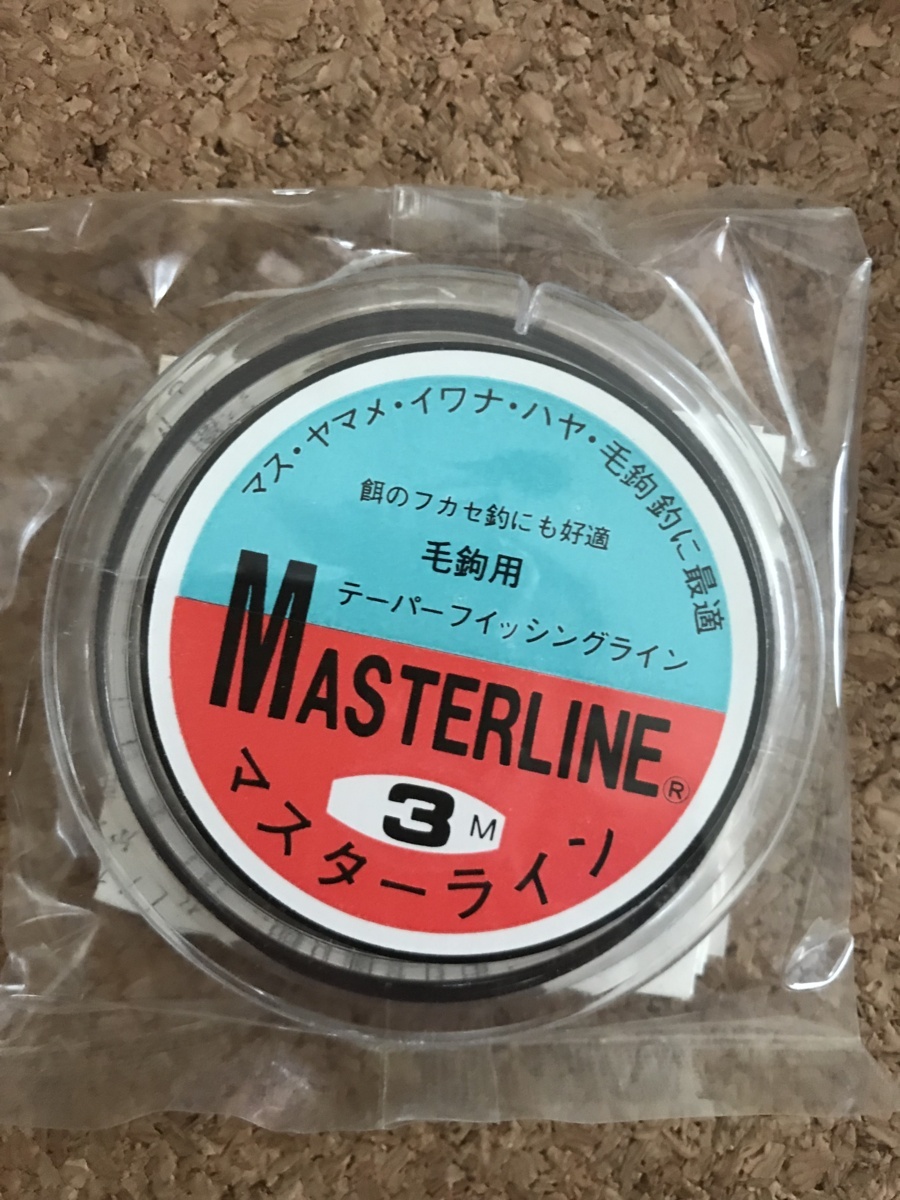 マス・ヤマメ・イワナ・ハヤ・毛鉤釣に最適
餌のフカセ釣にも好適
毛鉤用
テーパーフイッシングライン
MASTERLINE®
3M
マスターライン